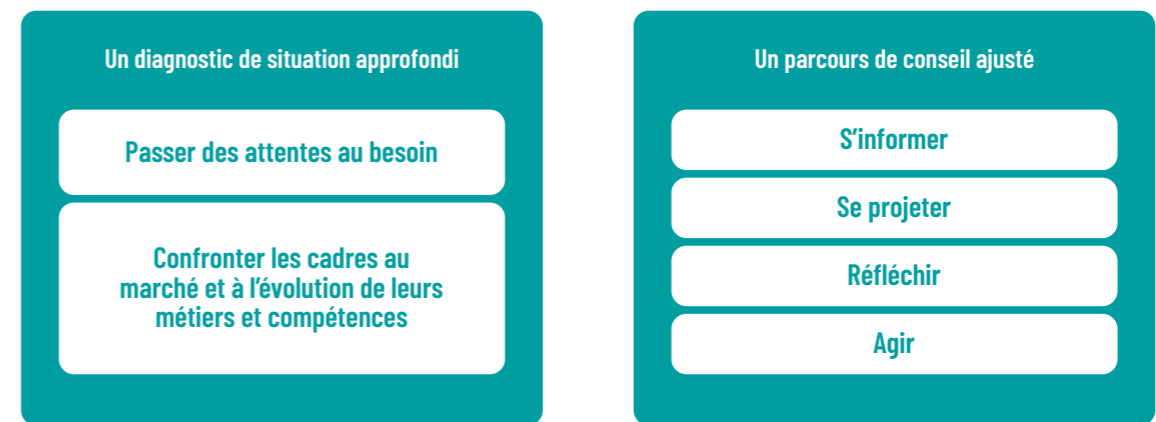 Un diagnostic de situation approfondi
Passer des attentes au besoin
Confronter les cadres au
marché et à l’évolution de leurs
métiers et compétences
Un parcours de conseil ajusté
S’informer
Se projeter
Réfléchir
Agir